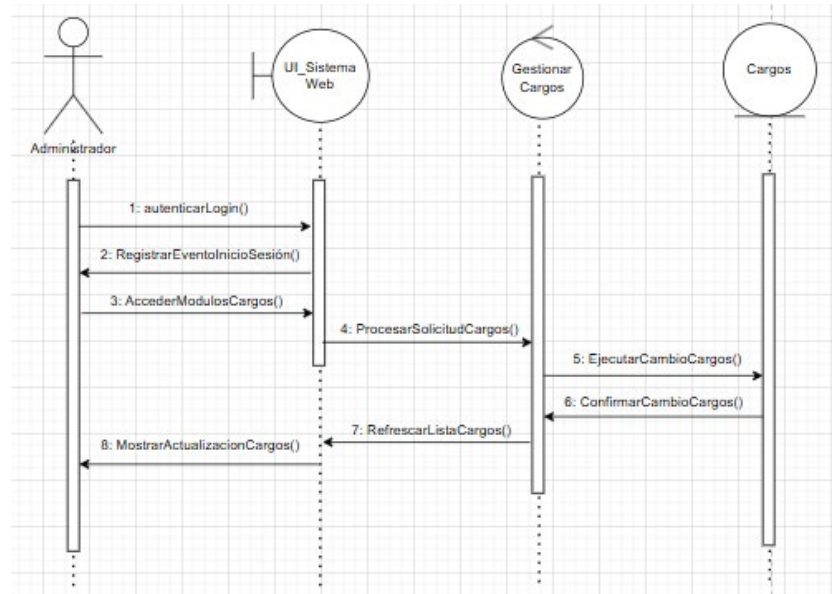 UI_Sistema
Web
Gestionar
Cargos
Cargos
Administrador
1: autenticarLogin()
2: RegistrarEventoInicioSesión()
3: AccederModulosCargos()
4: ProcesarSolicitudCargos()
5: EjecutarCambioCargos()
6: ConfirmarCambioCargos()
7: RefrescarListaCargos()
8: MostrarActualizacionCargos()